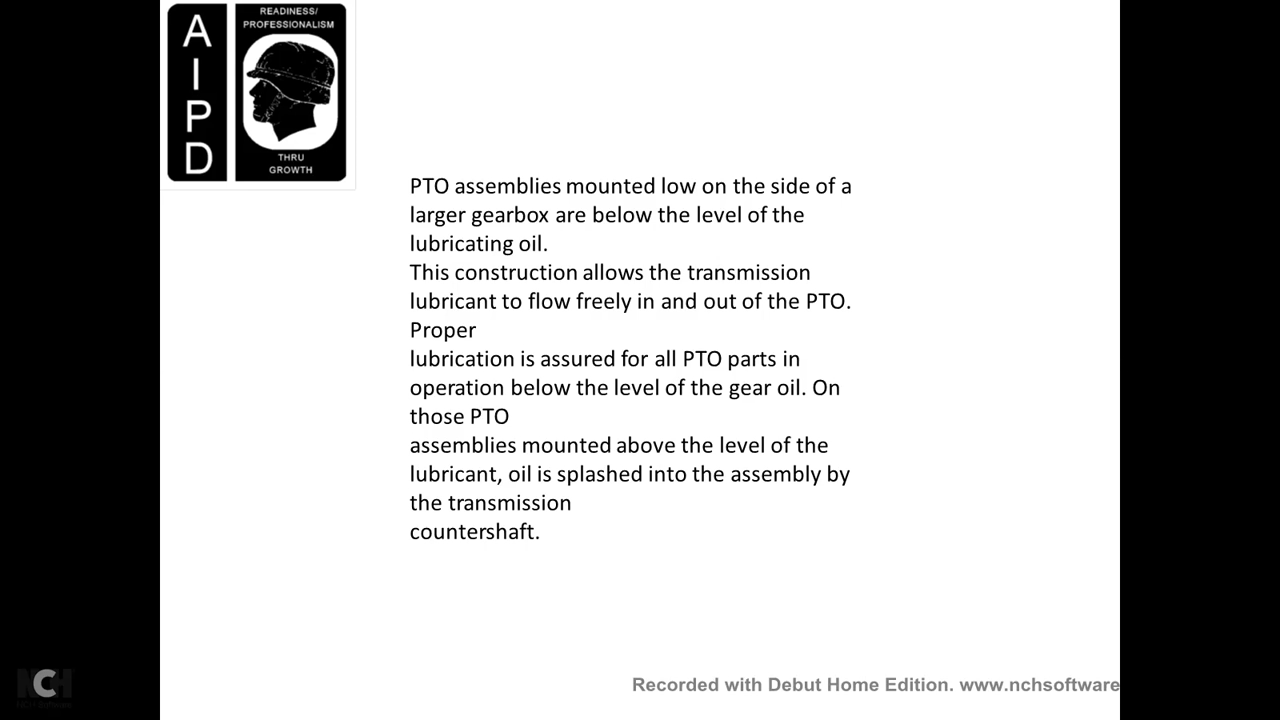 A
I
P
D
READINESS/
PROFESSIONALISM
THRU
GROWTH
PTO assemblies mounted low on the side of a
larger gearbox are below the level of the
lubricating oil.
This construction allows the transmission
lubricant to flow freely in and out of the PTO.
Proper
lubrication is assured for all PTO parts in
operation below the level of the gear oil. On
those PTO
assemblies mounted above the level of the
lubricant, oil is splashed into the assembly by
the transmission
countershaft.
NCH
NCH Software
Recorded with Debut Home Edition. www.nchsoftware